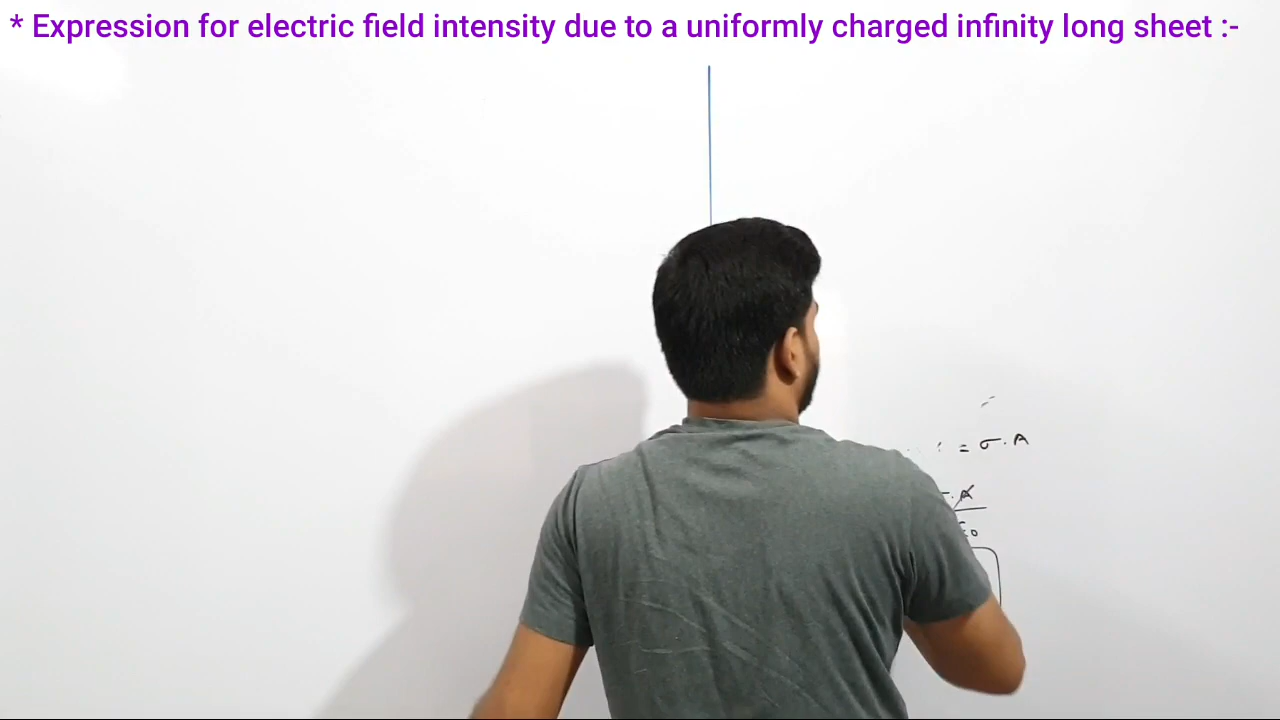 * Expression for electric field intensity due to a uniformly charged infinity long sheet :-
= σ.A
.A